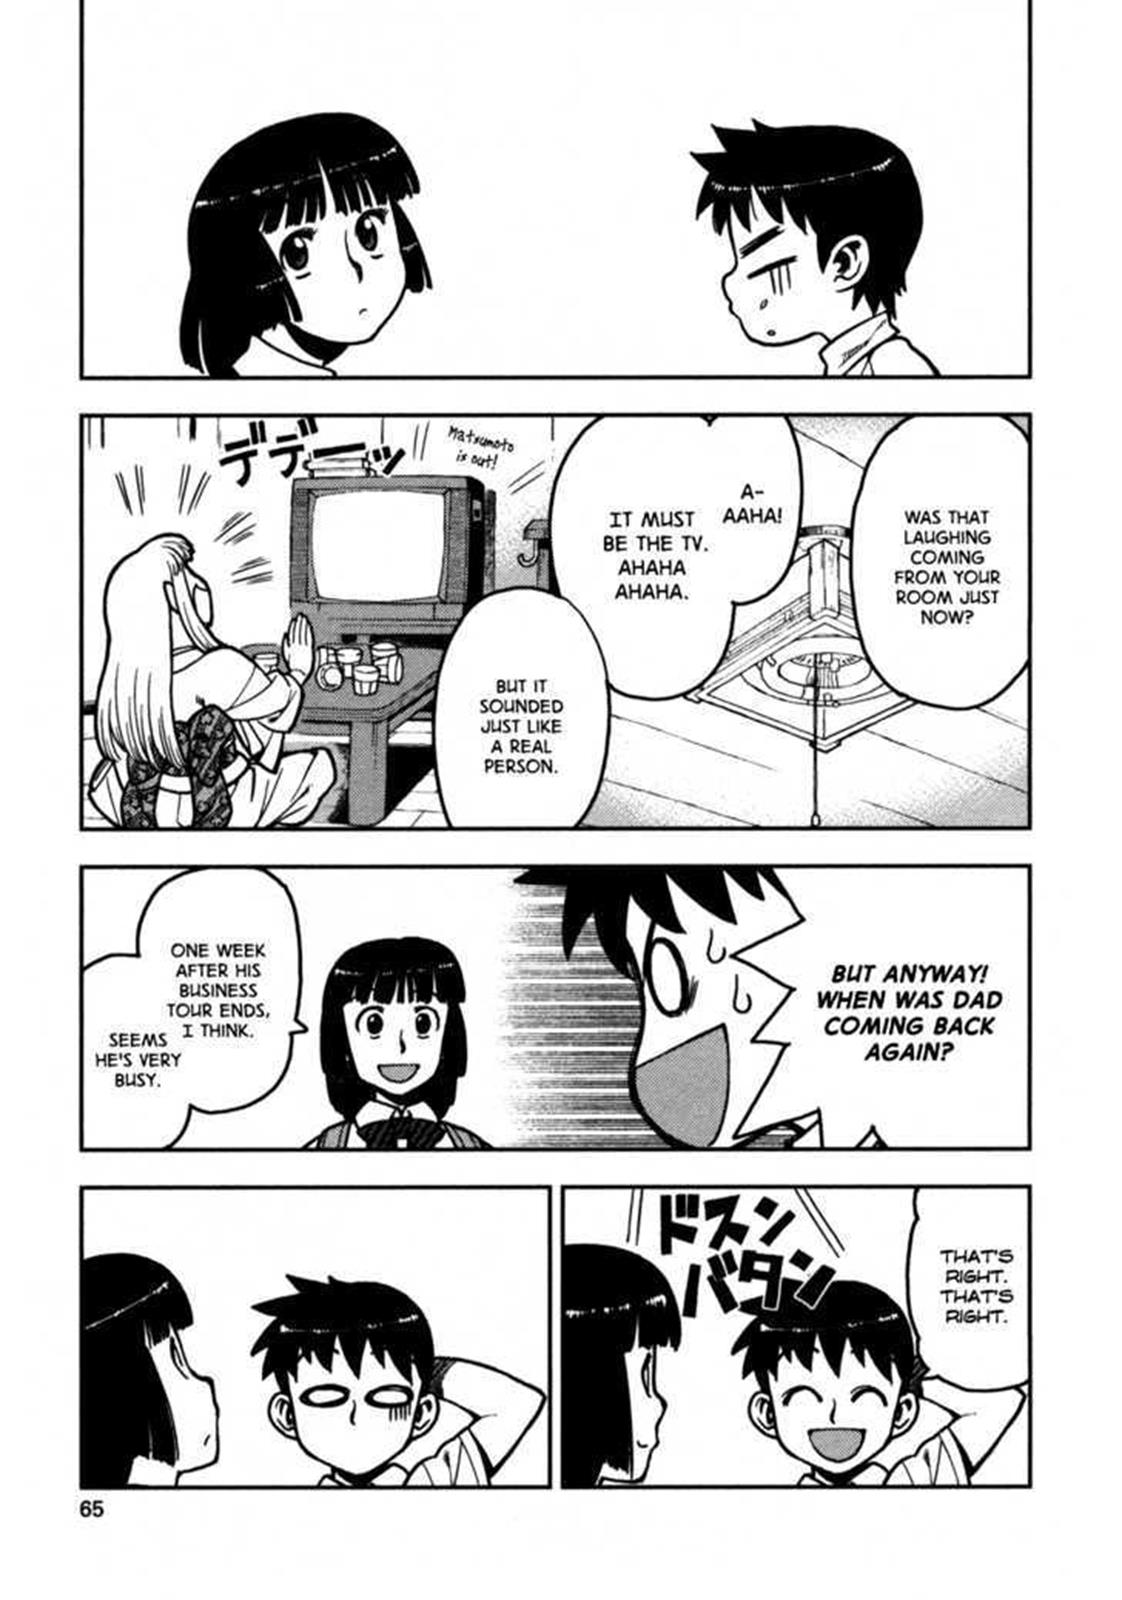 WAS THAT
LAUGHING
COMING
FROM YOUR
ROOM JUST
NOW?
A-
AAHA!
IT MUST
BE THE TV.
AHAHA
AHAHA.
BUT IT
SOUNDED
JUST LIKE
A REAL
PERSON.
Matsumoto
is out!
デデーッ
BUT ANYWAY!
WHEN WAS DAD
COMING BACK
AGAIN?
ONE WEEK
AFTER HIS
BUSINESS
TOUR ENDS,
I THINK.
SEEMS
HE'S VERY
BUSY.
THAT'S
RIGHT.
THAT'S
RIGHT.
ドスン
バタン
65